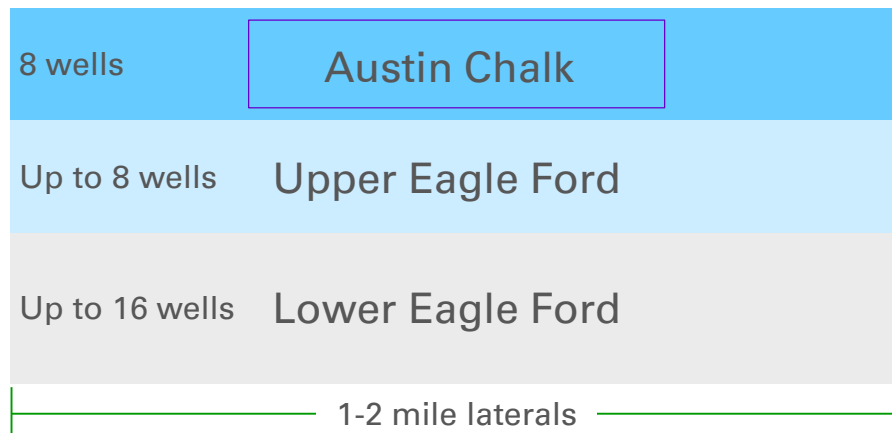 8 wells Austin Chalk
Up to 8 wells Upper Eagle Ford
Up to 16 wells Lower Eagle Ford
1-2 mile laterals